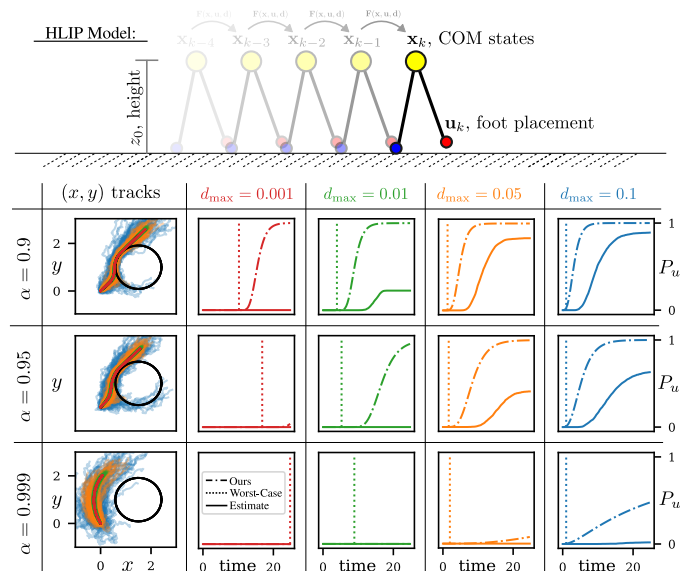 HLIP Model:
F(x, u, d) F(x, u, d) F(x, u, d) F(x, u, d)
x_{k-4} x_{k-3} x_{k-2} x_{k-1} x_k, COM states
z_0, height
u_k, foot placement
(x, y) tracks d_max = 0.001 d_max = 0.01 d_max = 0.05 d_max = 0.1
α = 0.9
2
y
0
1
P_u
0
α = 0.95
y
1
P_u
0
α = 0.999
2
y
0
Ours
Worst-Case
Estimate
1
P_u
0
0 2 0 20 0 20 0 20 0 20
x time time time time